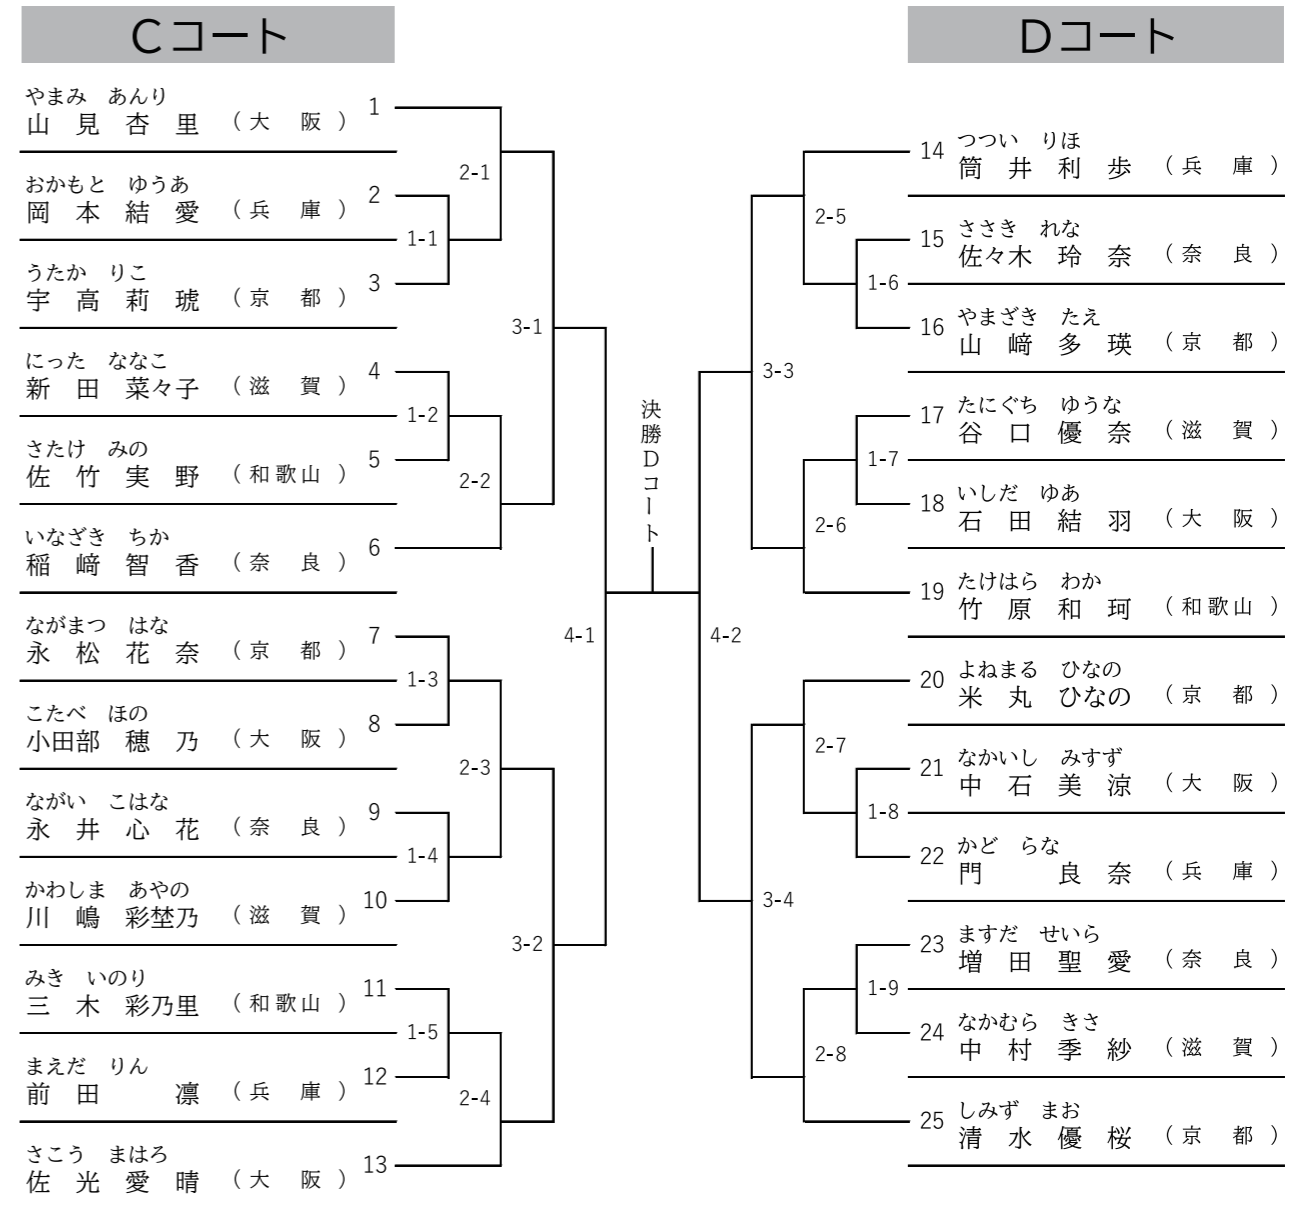 Cコート
やまみ　あんり
山見杏里（大阪）1
おかもと　ゆうあ
岡本結愛（兵庫）2
うたか　りこ
宇高莉琥（京都）3
にった　ななこ
新田菜々子（滋賀）4
さたけ　みの
佐竹実野（和歌山）5
いなざき　ちか
稲﨑智香（奈良）6
ながまつ　はな
永松花奈（京都）7
こたべ　ほの
小田部穂乃（大阪）8
ながい　こはな
永井心花（奈良）9
かわしま　あやの
川嶋彩埜乃（滋賀）10
みき　いのり
三木彩乃里（和歌山）11
まえだ　りん
前田凛（兵庫）12
さこう　まはろ
佐光愛晴（大阪）13
1-1
1-2
1-3
1-4
1-5
2-1
2-2
2-3
2-4
3-1
3-2
4-1
決勝Dコート
4-2
3-3
3-4
2-5
2-6
2-7
2-8
1-6
1-7
1-8
1-9
Dコート
つつい　りほ
14 筒井利歩（兵庫）
ささき　れな
15 佐々木玲奈（奈良）
やまざき　たえ
16 山﨑多瑛（京都）
たにぐち　ゆうな
17 谷口優奈（滋賀）
いしだ　ゆあ
18 石田結羽（大阪）
たけはら　わか
19 竹原和珂（和歌山）
よねまる　ひなの
20 米丸ひなの（京都）
なかいし　みすず
21 中石美涼（大阪）
かど　らな
22 門良奈（兵庫）
ますだ　せいら
23 増田聖愛（奈良）
なかむら　きさ
24 中村季紗（滋賀）
しみず　まお
25 清水優桜（京都）